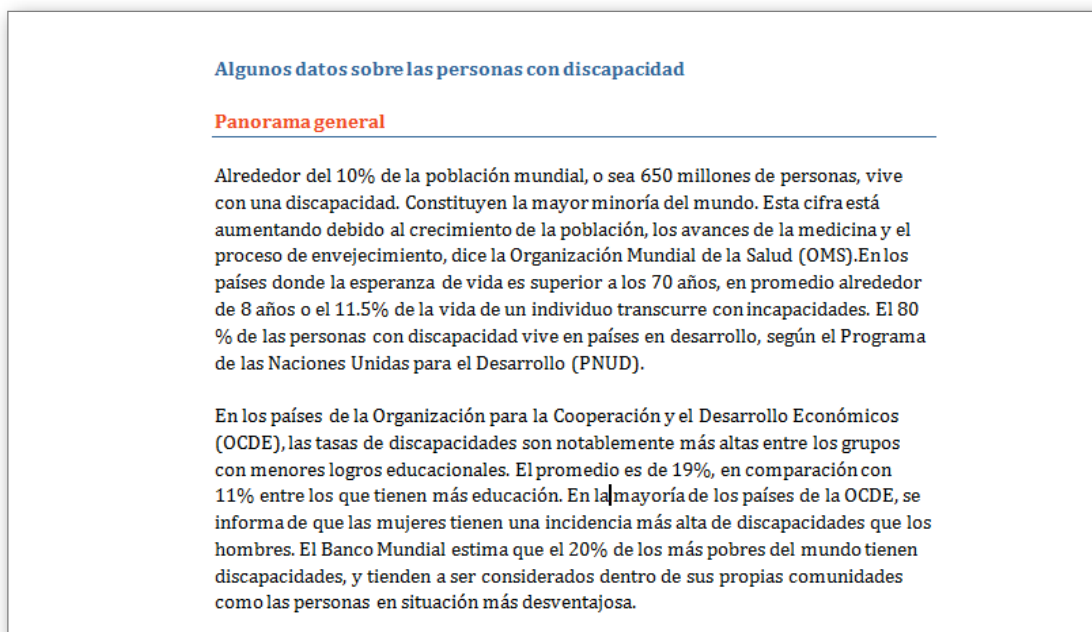 Algunos datos sobre las personas con discapacidad
Panorama general
Alrededor del 10% de la población mundial, o sea 650 millones de personas, vive
con una discapacidad. Constituyen la mayor minoría del mundo. Esta cifra está
aumentando debido al crecimiento de la población, los avances de la medicina y el
proceso de envejecimiento, dice la Organización Mundial de la Salud (OMS).En los
países donde la esperanza de vida es superior a los 70 años, en promedio alrededor
de 8 años o el 11.5% de la vida de un individuo transcurre con incapacidades. El 80
% de las personas con discapacidad vive en países en desarrollo, según el Programa
de las Naciones Unidas para el Desarrollo (PNUD).
En los países de la Organización para la Cooperación y el Desarrollo Económicos
(OCDE), las tasas de discapacidades son notablemente más altas entre los grupos
con menores logros educacionales. El promedio es de 19%, en comparación con
11% entre los que tienen más educación. En la mayoría de los países de la OCDE, se
informa de que las mujeres tienen una incidencia más alta de discapacidades que los
hombres. El Banco Mundial estima que el 20% de los más pobres del mundo tienen
discapacidades, y tienden a ser considerados dentro de sus propias comunidades
como las personas en situación más desventajosa.